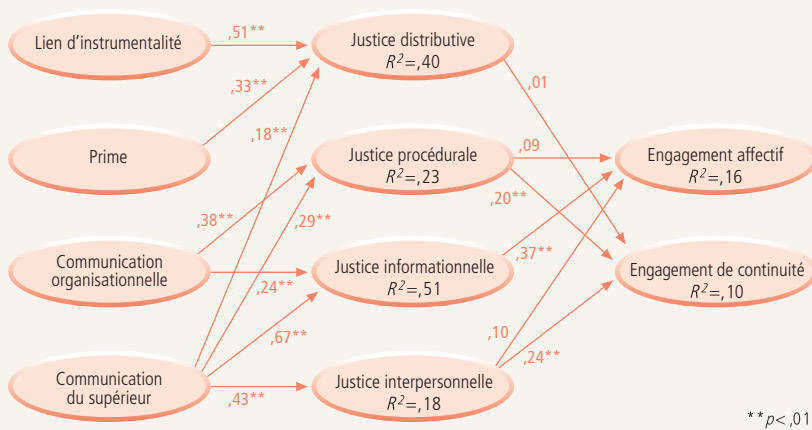 Lien d'instrumentalité
,51**
Justice distributive
R²=,40
,33**
,01
,18**
Prime
Justice procédurale
R²=,23
,09
Engagement affectif
R²=,16
,38**
,29**
,20**
Communication
organisationnelle
,24**
Justice informationnelle
R²=,51
,37**
Engagement de continuité
R²=,10
,67**
,10
,24**
Communication
du supérieur
,43**
Justice interpersonnelle
R²=,18
**p< ,01